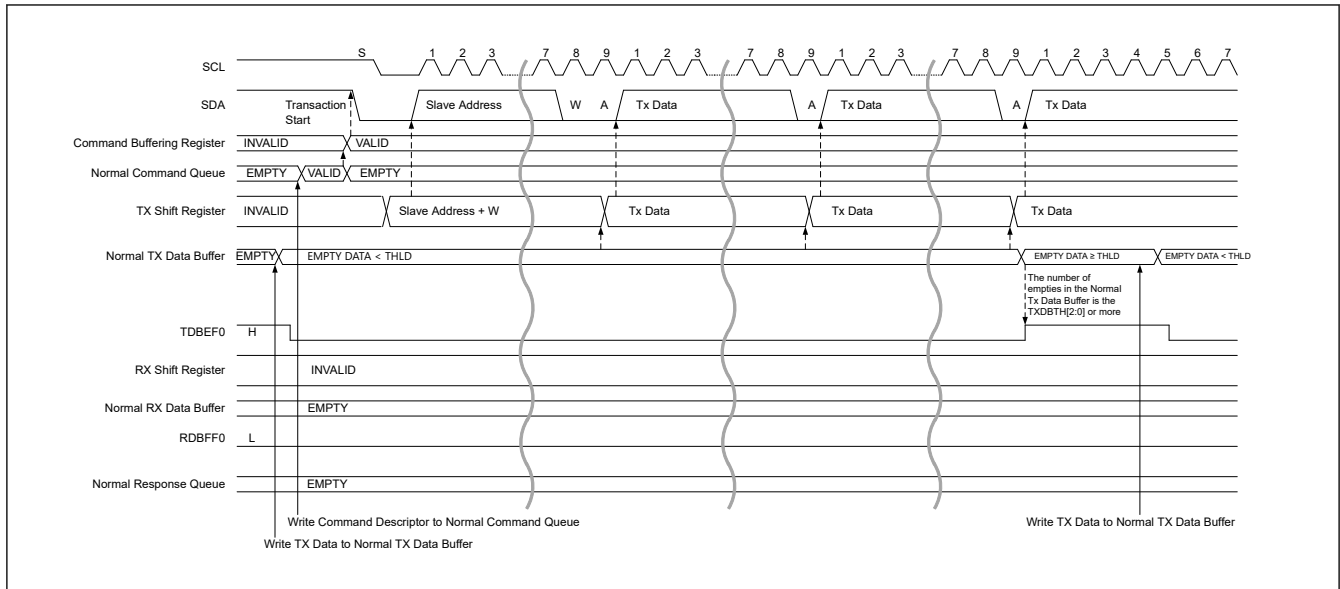 S 1 2 3 7 8 9 1 2 3 7 8 9 1 2 3 7 8 9 1 2 3 4 5 6 7
SCL
SDA Transaction Start Slave Address W A Tx Data A Tx Data A Tx Data
Command Buffering Register INVALID VALID
Normal Command Queue EMPTY VALID EMPTY
TX Shift Register INVALID Slave Address + W Tx Data Tx Data Tx Data
Normal TX Data Buffer EMPTY EMPTY DATA < THLD EMPTY DATA ≥ THLD EMPTY DATA < THLD
The number of
empties in the Normal
Tx Data Buffer is the
TXDBTH[2:0] or more
TDBEF0 H
RX Shift Register INVALID
Normal RX Data Buffer EMPTY
RDBFF0 L
Normal Response Queue EMPTY
Write Command Descriptor to Normal Command Queue Write TX Data to Normal TX Data Buffer
Write TX Data to Normal TX Data Buffer